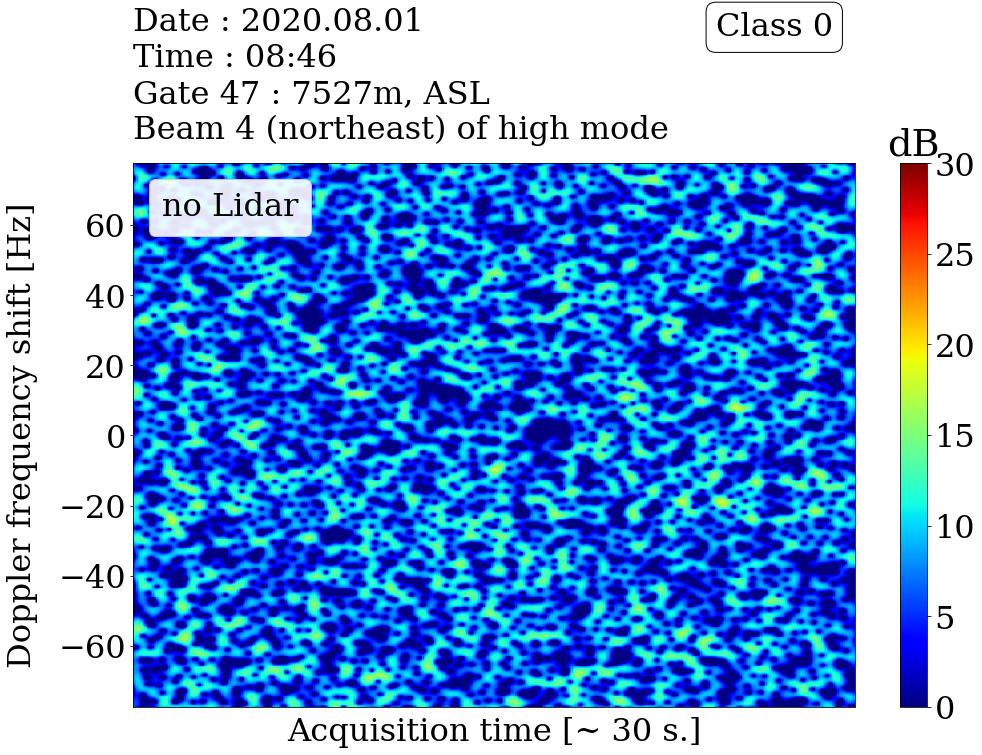 Date : 2020.08.01
Time : 08:46
Gate 47 : 7527m, ASL
Beam 4 (northeast) of high mode
Class 0
dB
no Lidar
Doppler frequency shift [Hz]
60
40
20
0
−20
−40
−60
Acquisition time [~ 30 s.]
30
25
20
15
10
5
0